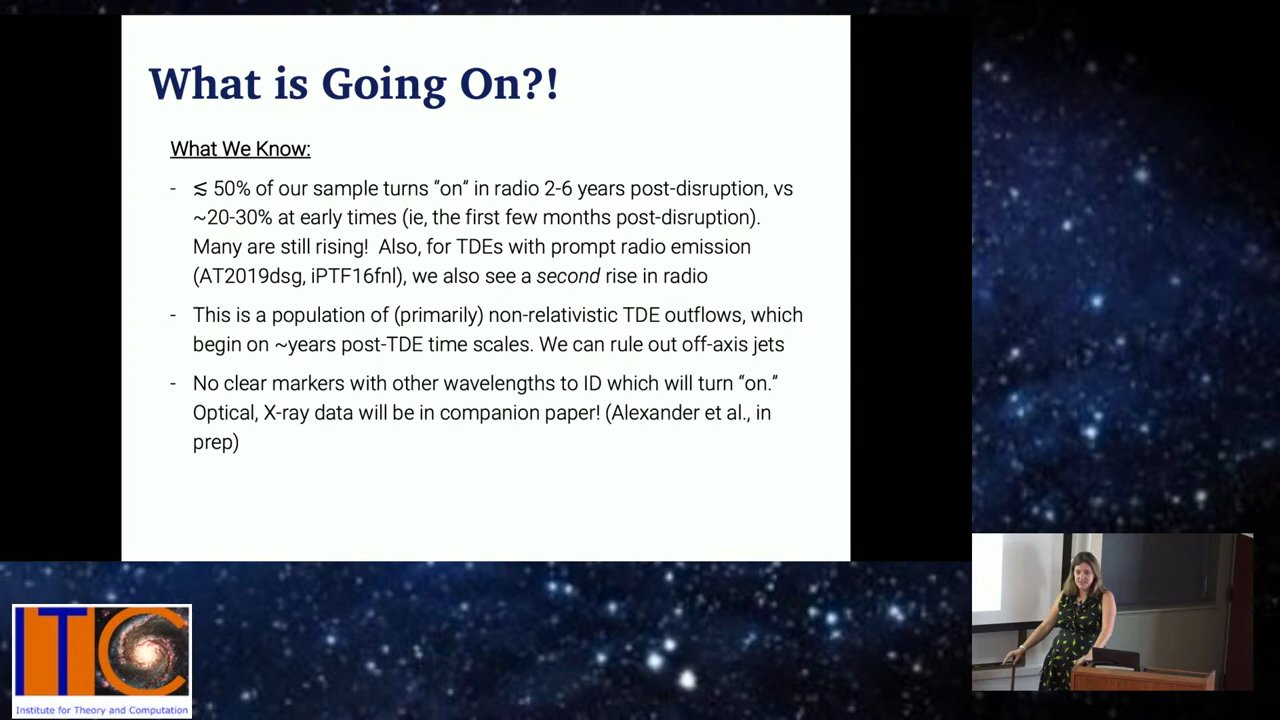 What is Going On?!
What We Know:
- ≲ 50% of our sample turns “on” in radio 2-6 years post-disruption, vs
~20-30% at early times (ie, the first few months post-disruption).
Many are still rising! Also, for TDEs with prompt radio emission
(AT2019dsg, iPTF16fnl), we also see a second rise in radio
- This is a population of (primarily) non-relativistic TDE outflows, which
begin on ~years post-TDE time scales. We can rule out off-axis jets
- No clear markers with other wavelengths to ID which will turn “on.”
Optical, X-ray data will be in companion paper! (Alexander et al., in
prep)
ITC
Institute for Theory and Computation